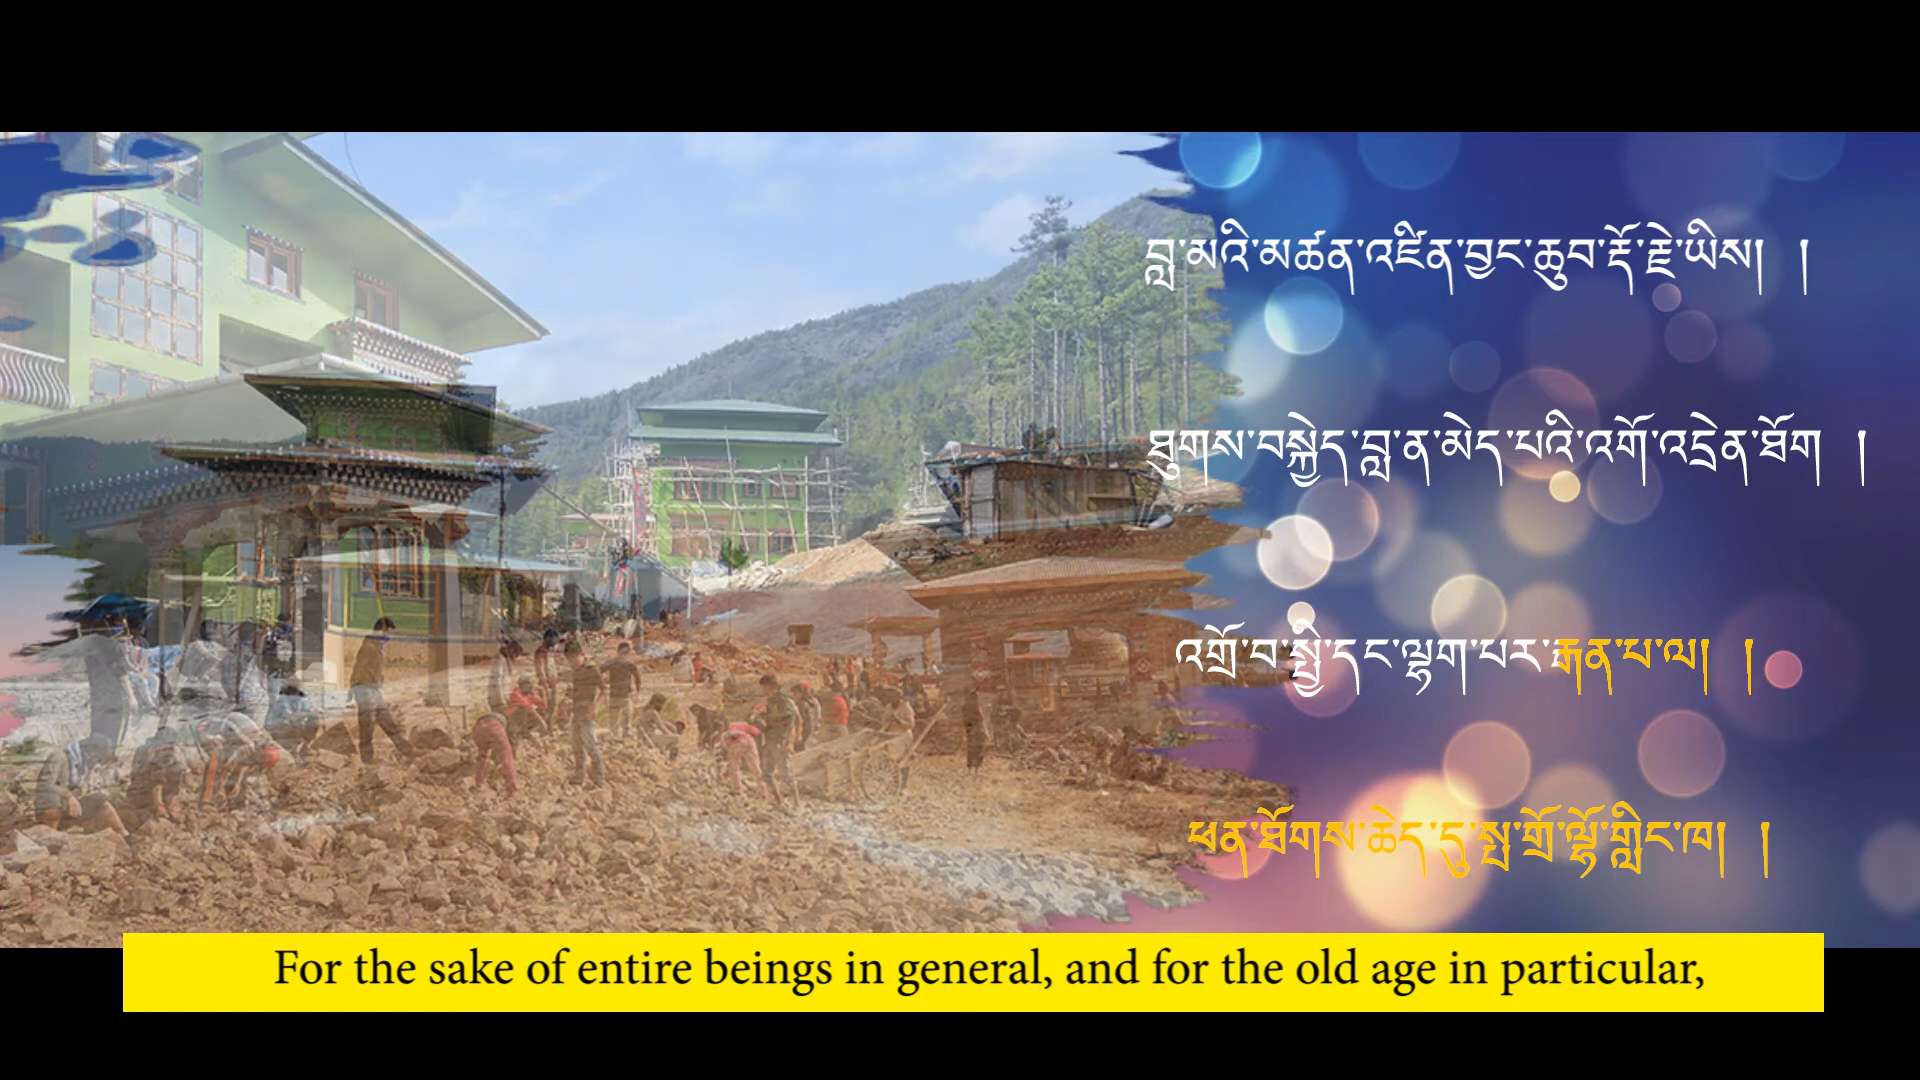 བླ་མའི་མཚན་འཛིན་བྱང་ཆུབ་རྡོ་རྗེ་ཡིས། །
ཐུགས་བསྐྱེད་བླ་ན་མེད་པའི་འགོ་འདྲེན་ཐོག །
འགྲོ་བ་སྤྱི་དང་ལྷག་པར་རྒན་པ་ལ། །
ཕན་ཐོགས་ཆེད་དུ་སྤ་གྲོ་ལྷོ་གླིང་ཁ། །
For the sake of entire beings in general, and for the old age in particular,